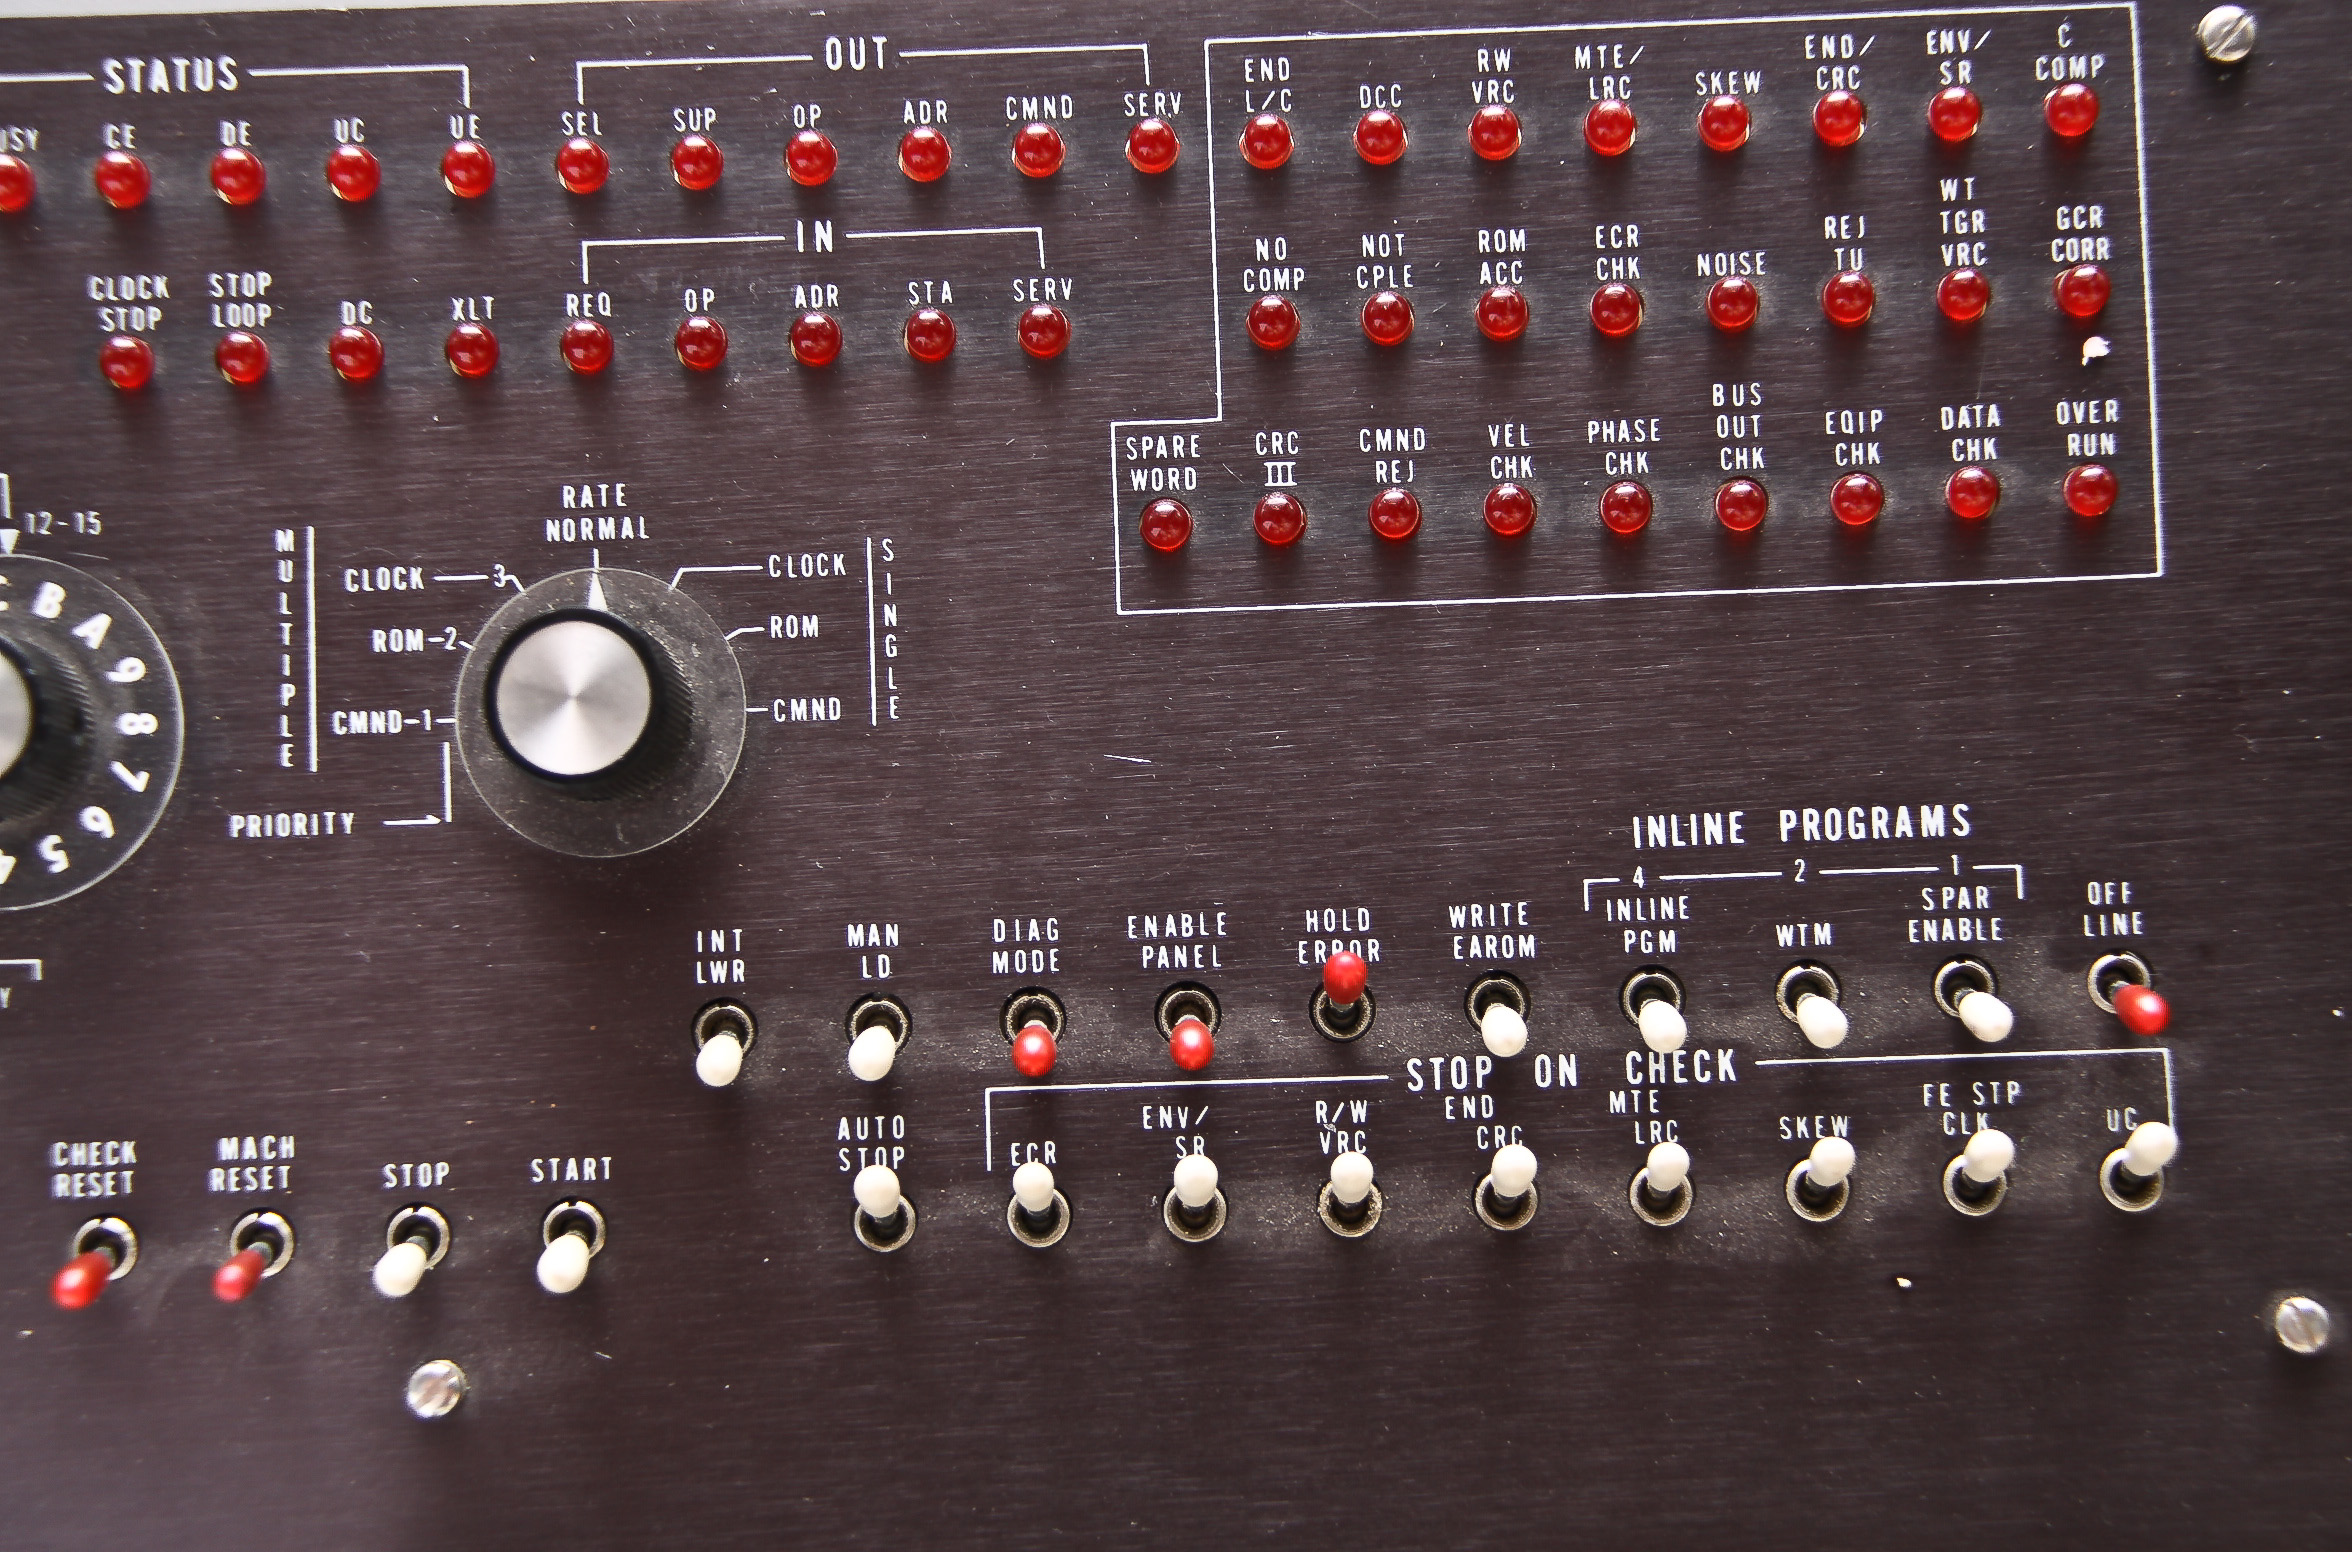 STATUS
OUT
USY CE DE UC UE SEL SUP OP ADR CMND SERV
END L/C
DCC
RW VRC
MTE/ LRC
SKEW
END/ CRC
ENV/ SR
C COMP
IN
CLOCK STOP
STOP LOOP
DC XLT REQ OP ADR STA SERV
NO COMP
NOT CPLE
ROM ACC
ECR CHK
NOISE
REJ TU
WT TGR VRC
GCR CORR
SPARE WORD
CRC III
CMND REJ
VEL CHK
PHASE CHK
BUS OUT CHK
EQIP CHK
DATA CHK
OVER RUN
12-15
C B A 9 8 7 6 5 4
MULTIPLE
RATE
NORMAL
CLOCK 3
ROM-2
CMND-1
PRIORITY
CLOCK
ROM
CMND
SINGLE
Y
INLINE PROGRAMS
4 2 1
INT LWR
MAN LD
DIAG MODE
ENABLE PANEL
HOLD ERROR
WRITE EAROM
INLINE PGM
WTM
SPAR ENABLE
OFF LINE
STOP ON CHECK
CHECK RESET
MACH RESET
STOP
START
AUTO STOP
ECR
ENV/ SR
R/W VRC
END CRC
MTE LRC
SKEW
FE STP CLK
UC